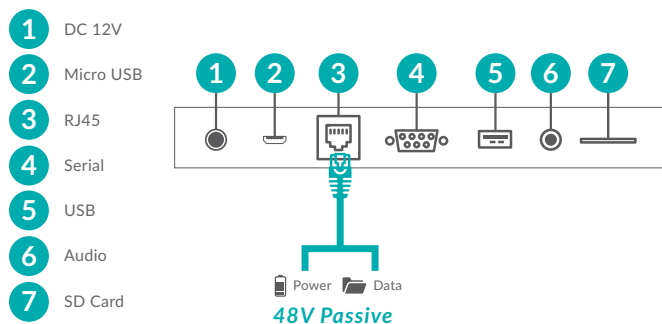 1 DC 12V
2 Micro USB
3 RJ45
4 Serial
5 USB
6 Audio
7 SD Card
1 2 3 4 5 6 7
Power Data
48V Passive